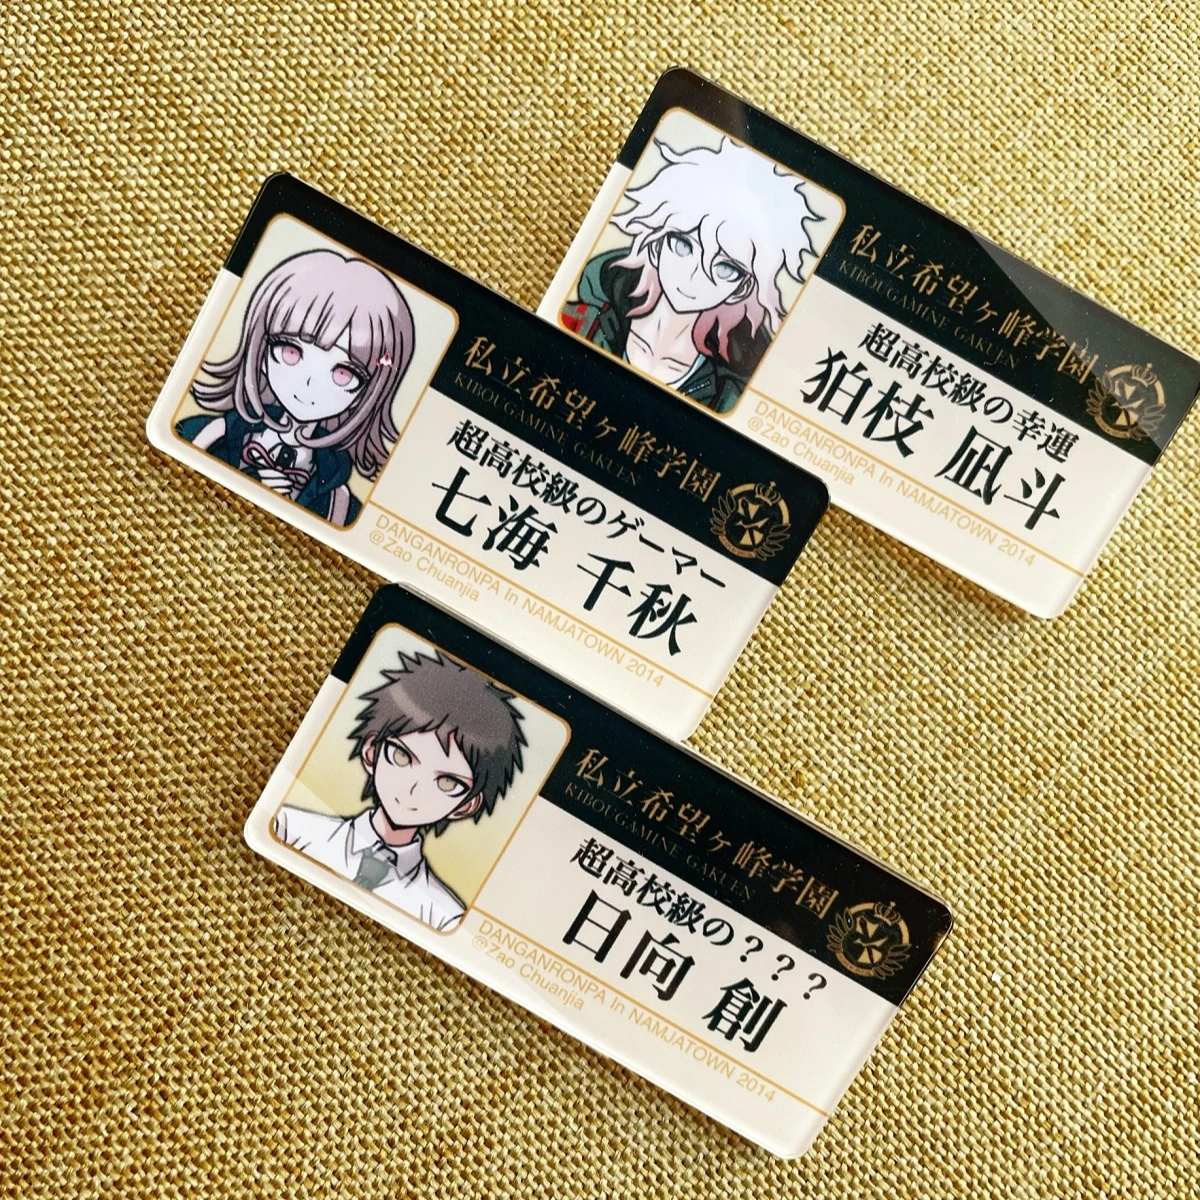 私立希望ヶ峰学園
KIBOUGAMINE GAKUEN
超高校級の幸運
狛枝 凪斗
DANGANRONPA In NAMJATOWN 2014
@Zao Chuanjia
私立希望ヶ峰学園
KIBOUGAMINE GAKUEN
超高校級のゲーマー
七海 千秋
DANGANRONPA In NAMJATOWN 2014
@Zao Chuanjia
私立希望ヶ峰学園
KIBOUGAMINE GAKUEN
超高校級の？？？
日向 創
DANGANRONPA In NAMJATOWN 2014
@Zao Chuanjia